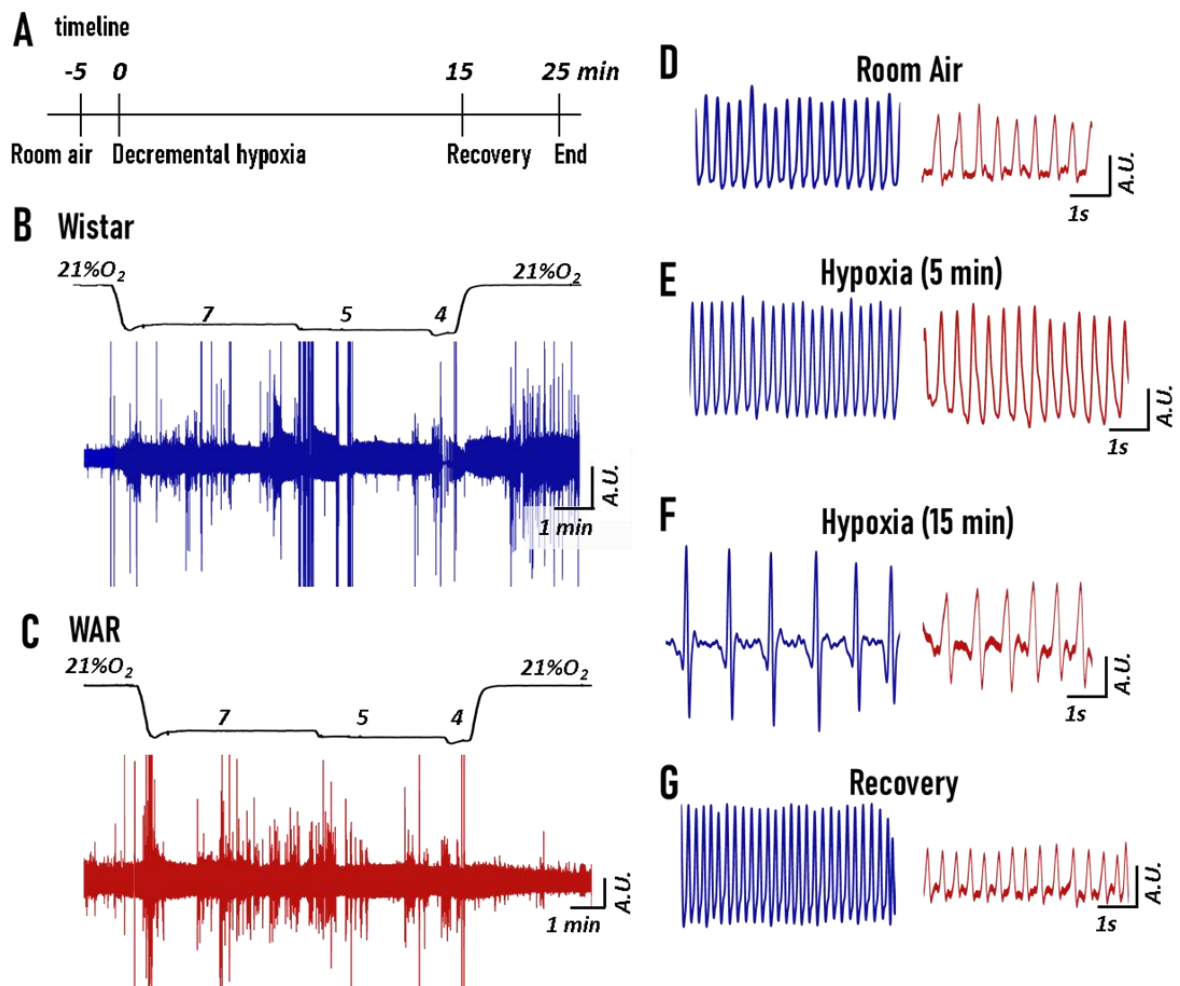 A timeline
-5 0 15 25 min
Room air Decremental hypoxia Recovery End
B Wistar
21%O2 21%O2
7 5 4
A.U.
1 min
C WAR
21%O2 21%O2
7 5 4
A.U.
1 min
D Room Air
A.U.
1s
E Hypoxia (5 min)
A.U.
1s
F Hypoxia (15 min)
A.U.
1s
G Recovery
A.U.
1s